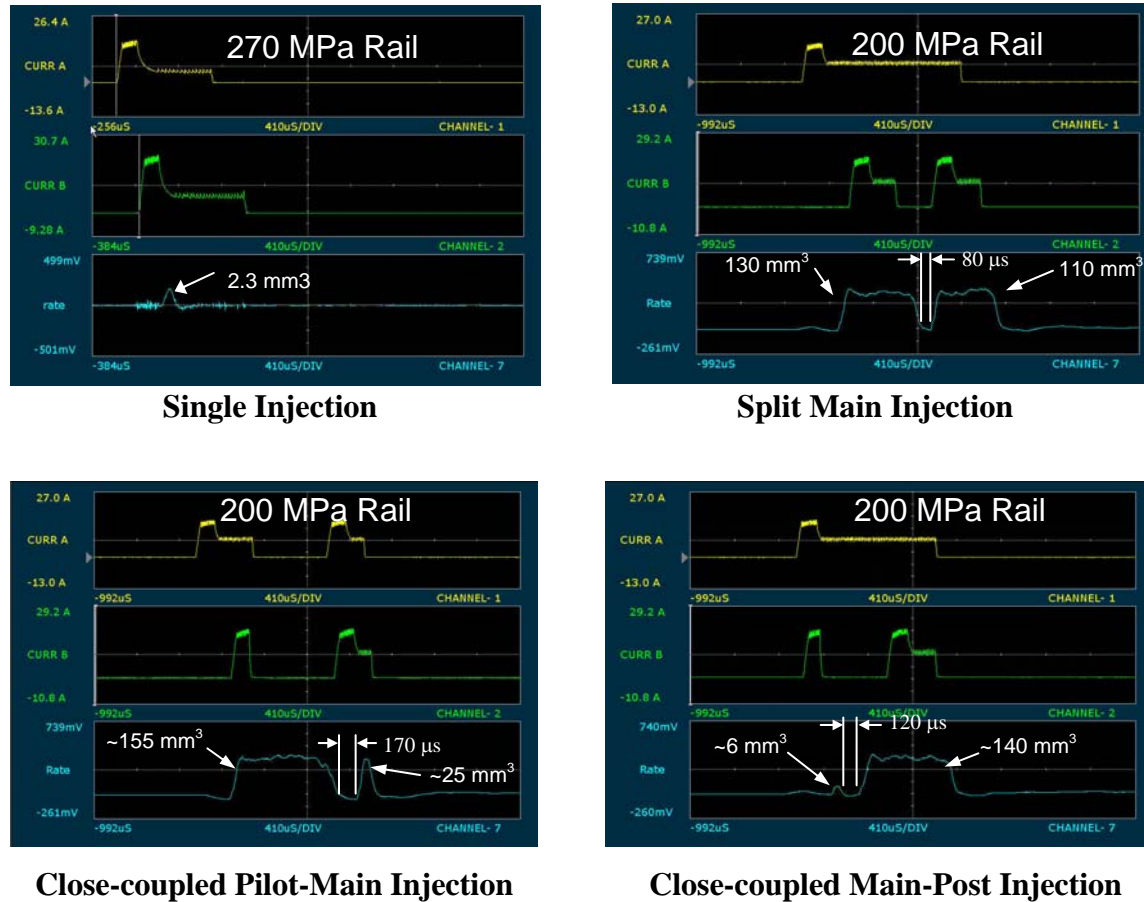 26.4 A
270 MPa Rail
CURR A
-13.6 A
-256uS 410uS/DIV CHANNEL- 1
30.7 A
CURR B
-9.28 A
-384uS 410uS/DIV CHANNEL- 2
499mV
2.3 mm3
rate
-501mV
-384uS 410uS/DIV CHANNEL- 7
Single Injection
27.0 A
200 MPa Rail
CURR A
-13.0 A
-992uS 410uS/DIV CHANNEL- 1
29.2 A
CURR B
-10.8 A
-992uS 410uS/DIV CHANNEL- 2
739mV
130 mm³ 80 µs 110 mm³
Rate
-261mV
-992uS 410uS/DIV CHANNEL- 7
Split Main Injection
27.0 A
200 MPa Rail
CURR A
-13.0 A
-992uS 410uS/DIV CHANNEL- 1
29.2 A
CURR B
-10.8 A
-992uS 410uS/DIV CHANNEL- 2
739mV
~155 mm³ 170 µs
Rate ~25 mm³
-261mV
-992uS 410uS/DIV CHANNEL- 7
Close-coupled Pilot-Main Injection
27.0 A
200 MPa Rail
CURR A
-13.0 A
-992uS 410uS/DIV CHANNEL- 1
29.2 A
CURR B
-10.8 A
-992uS 410uS/DIV CHANNEL- 2
740mV
120 µs
~6 mm³ ~140 mm³
Rate
-260mV
-992uS 410uS/DIV CHANNEL- 7
Close-coupled Main-Post Injection